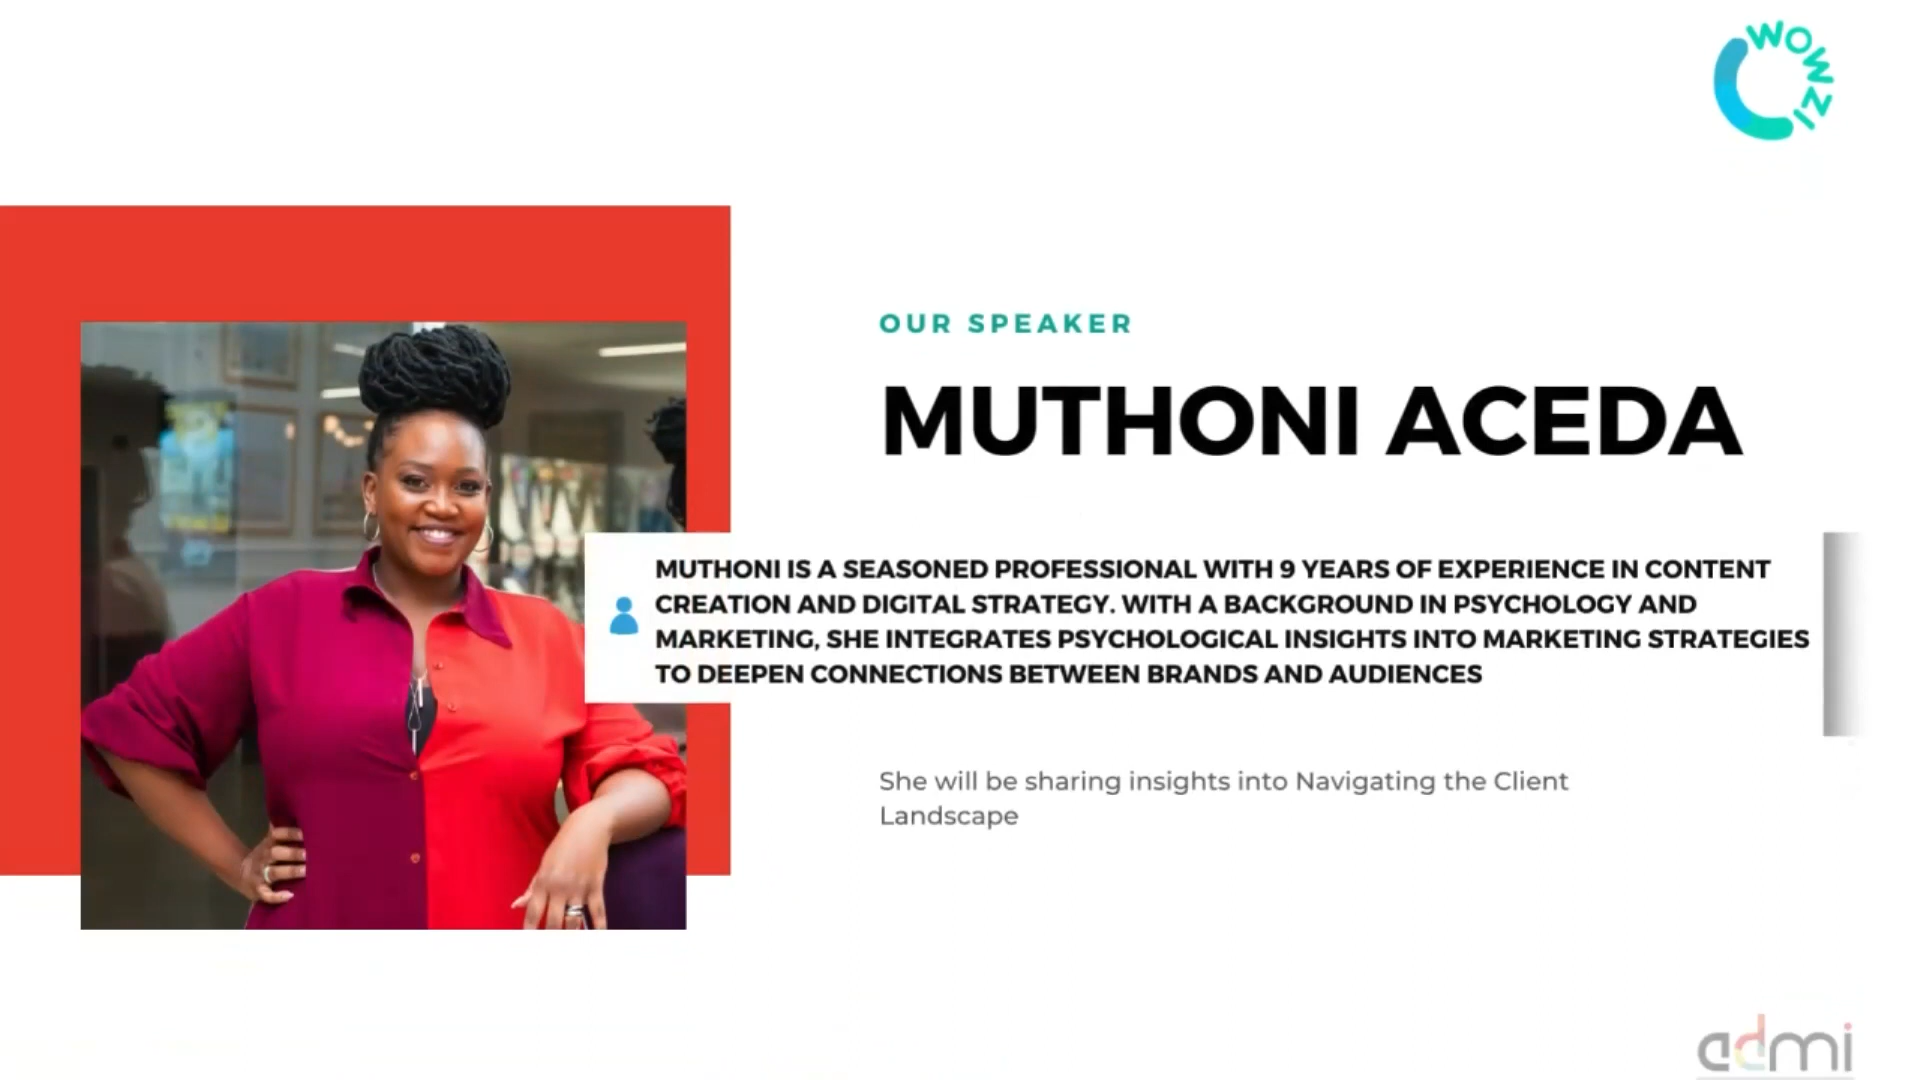 WOWZI
OUR SPEAKER
MUTHONI ACEDA
MUTHONI IS A SEASONED PROFESSIONAL WITH 9 YEARS OF EXPERIENCE IN CONTENT
CREATION AND DIGITAL STRATEGY. WITH A BACKGROUND IN PSYCHOLOGY AND
MARKETING, SHE INTEGRATES PSYCHOLOGICAL INSIGHTS INTO MARKETING STRATEGIES
TO DEEPEN CONNECTIONS BETWEEN BRANDS AND AUDIENCES
She will be sharing insights into Navigating the Client
Landscape
admi